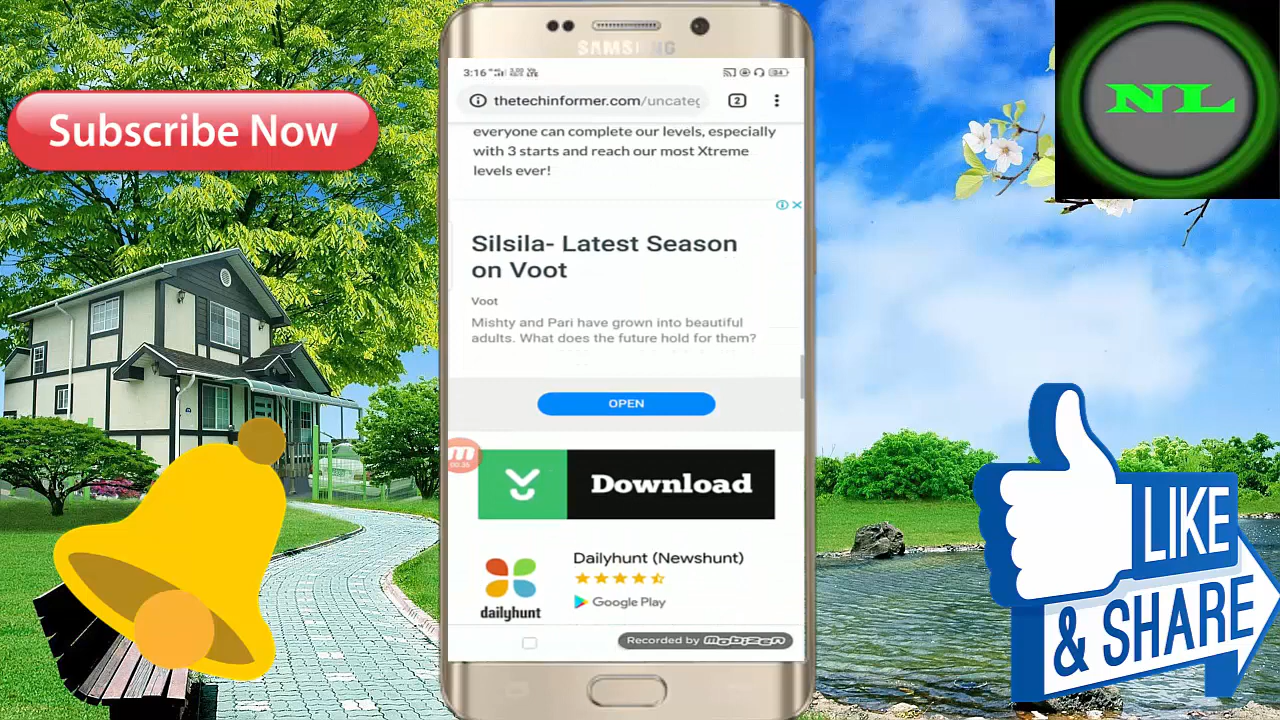 SAMSUNG
Subscribe Now
NL
3:16
thetechinformer.com/uncateg
2
everyone can complete our levels, especially
with 3 starts and reach our most Xtreme
levels ever!
Silsila- Latest Season
on Voot
Voot
Mishty and Pari have grown into beautiful
adults. What does the future hold for them?
OPEN
Download
Dailyhunt (Newshunt)
dailyhunt
Google Play
Recorded by mobizen
LIKE
& SHARE